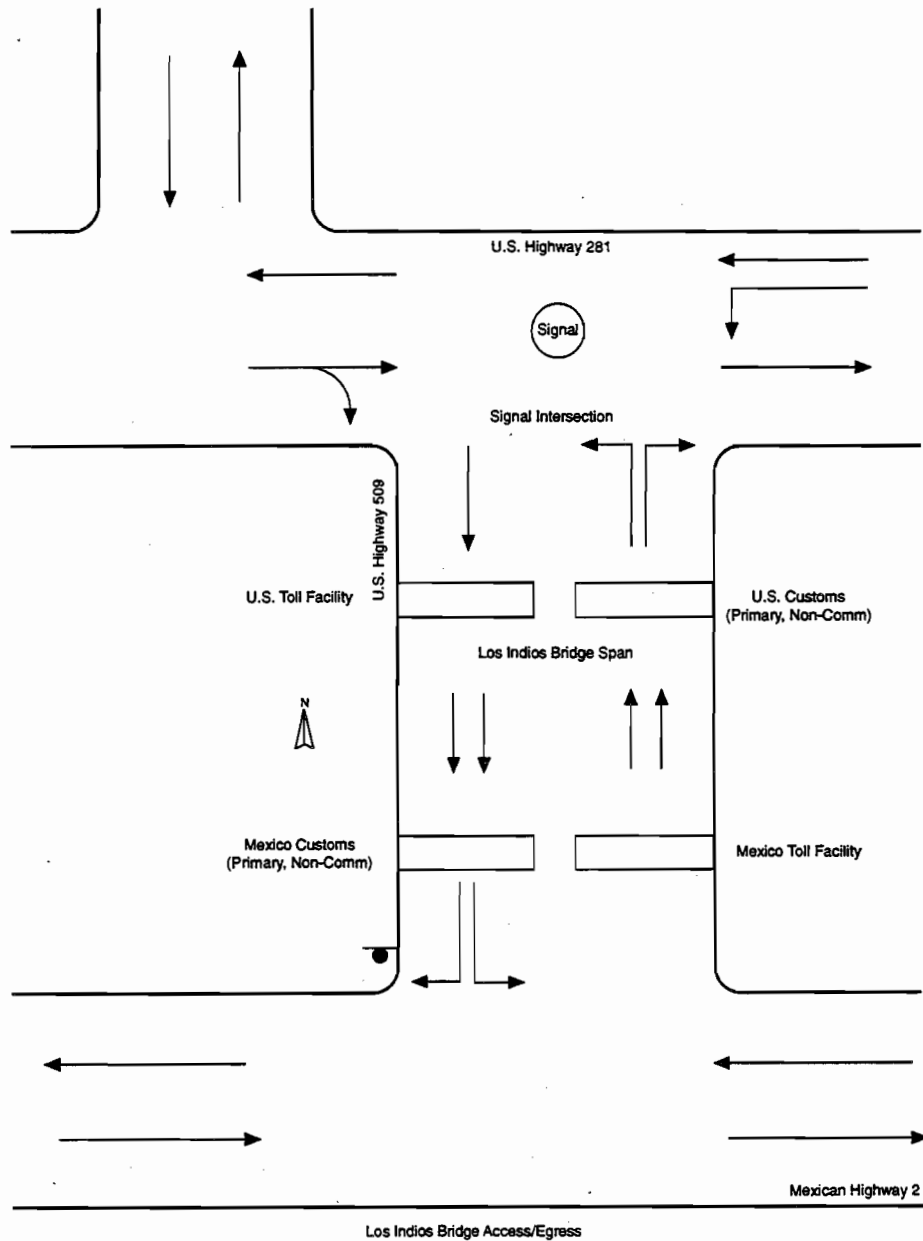 U.S. Highway 281
Signal
Signal Intersection
U.S. Highway 509
U.S. Toll Facility
U.S. Customs
(Primary, Non-Comm)
Los Indios Bridge Span
N
Mexico Customs
(Primary, Non-Comm)
Mexico Toll Facility
Mexican Highway 2
Los Indios Bridge Access/Egress